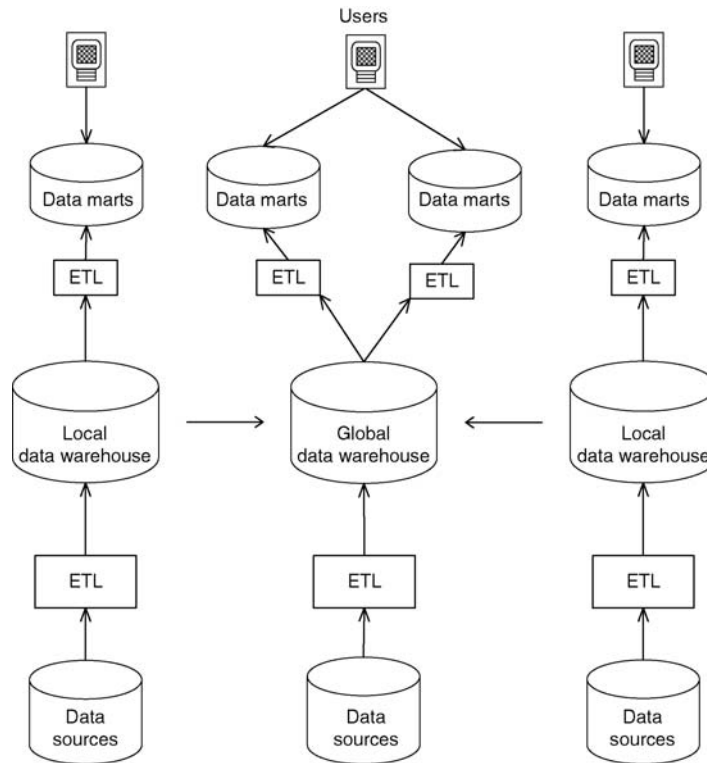 Users
Data marts
Data marts
Data marts
Data marts
ETL
ETL
ETL
ETL
Local
data warehouse
Global
data warehouse
Local
data warehouse
ETL
ETL
ETL
Data
sources
Data
sources
Data
sources